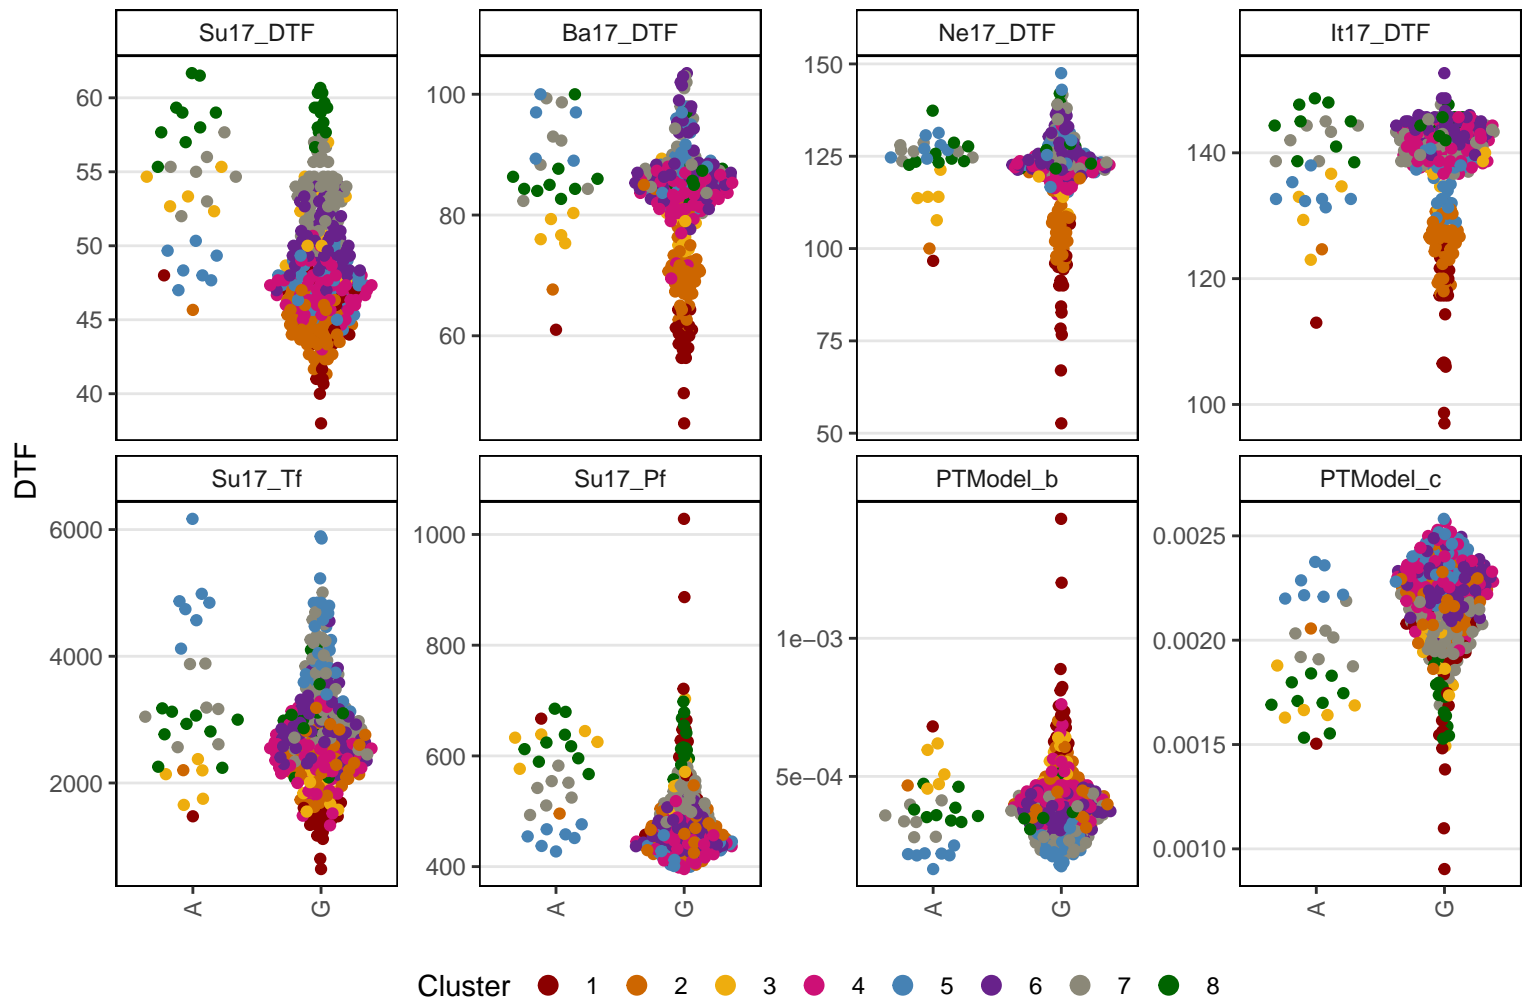 Su17_DTF Ba17_DTF Ne17_DTF It17_DTF
60 55 50 45 40
100 80 60
150 125 100 75 50
140 120 100
DTF
Su17_Tf Su17_Pf PTModel_b PTModel_c
6000 4000 2000
1000 800 600 400
1e−03 5e−04
0.0025 0.0020 0.0015 0.0010
A G A G A G A G
Cluster 1 2 3 4 5 6 7 8